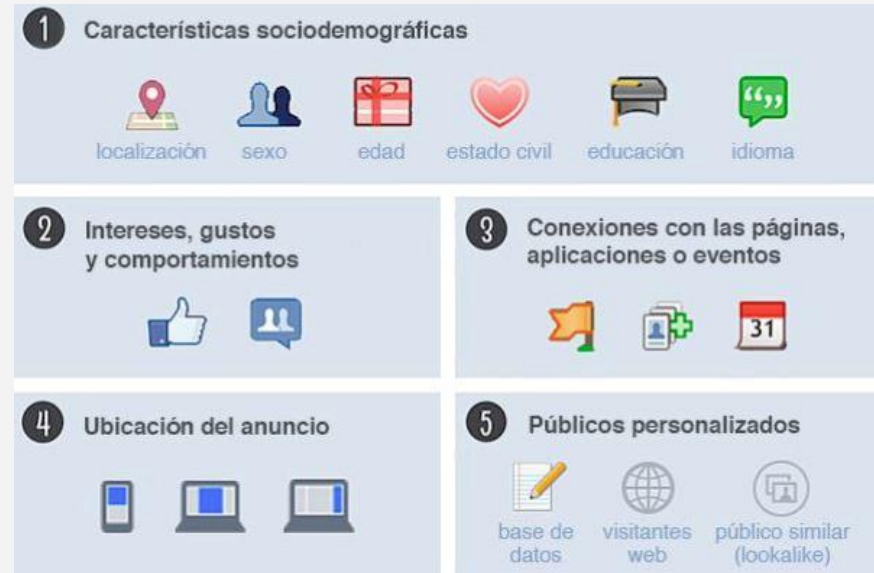 1 Características sociodemográficas
localización sexo edad estado civil educación idioma
2 Intereses, gustos
y comportamientos
3 Conexiones con las páginas,
aplicaciones o eventos
31
4 Ubicación del anuncio
5 Públicos personalizados
base de
datos
visitantes
web
público similar
(lookalike)